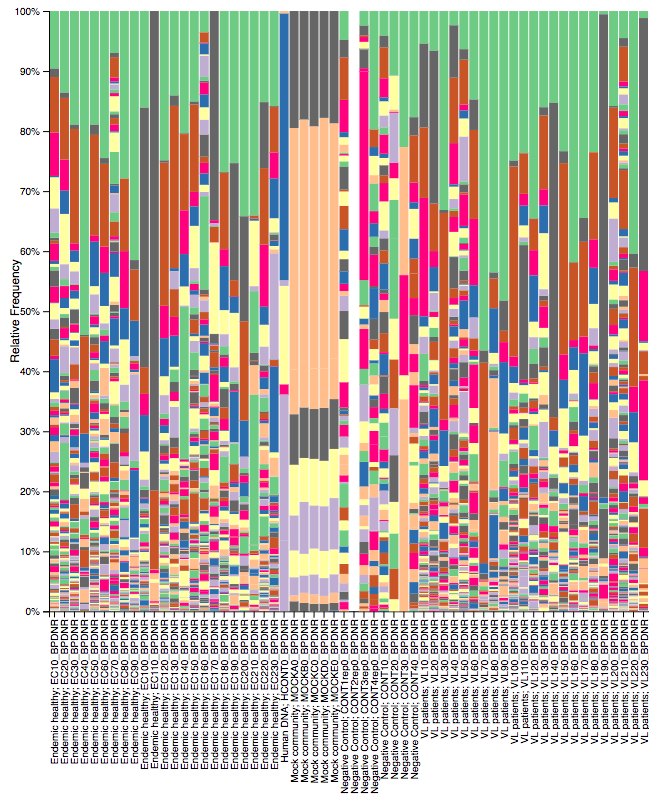 100%
90%
80%
70%
60%
50%
40%
30%
20%
10%
0%
Relative Frequency
Endemic healthy; EC10_BPDNR
Endemic healthy; EC20_BPDNR
Endemic healthy; EC30_BPDNR
Endemic healthy; EC40_BPDNR
Endemic healthy; EC50_BPDNR
Endemic healthy; EC60_BPDNR
Endemic healthy; EC70_BPDNR
Endemic healthy; EC80_BPDNR
Endemic healthy; EC90_BPDNR
Endemic healthy; EC100_BPDNR
Endemic healthy; EC110_BPDNR
Endemic healthy; EC120_BPDNR
Endemic healthy; EC130_BPDNR
Endemic healthy; EC140_BPDNR
Endemic healthy; EC150_BPDNR
Endemic healthy; EC160_BPDNR
Endemic healthy; EC170_BPDNR
Endemic healthy; EC180_BPDNR
Endemic healthy; EC190_BPDNR
Endemic healthy; EC200_BPDNR
Endemic healthy; EC210_BPDNR
Endemic healthy; EC220_BPDNR
Endemic healthy; EC230_BPDNR
Human DNA; HCONT0_BPDNR
Mock community; MOCKA0_BPDNR
Mock community; MOCKB0_BPDNR
Mock community; MOCKC0_BPDNR
Mock community; MOCKD0_BPDNR
Mock community; MOCKE0_BPDNR
Negative Control; CONT1rep0_BPDNR
Negative Control; CONT2rep0_BPDNR
Negative Control; CONT3rep0_BPDNR
Negative Control; CONT4rep0_BPDNR
Negative Control; CONT10_BPDNR
Negative Control; CONT20_BPDNR
Negative Control; CONT30_BPDNR
Negative Control; CONT40_BPDNR
VL patients; VL10_BPDNR
VL patients; VL20_BPDNR
VL patients; VL30_BPDNR
VL patients; VL40_BPDNR
VL patients; VL50_BPDNR
VL patients; VL60_BPDNR
VL patients; VL70_BPDNR
VL patients; VL80_BPDNR
VL patients; VL90_BPDNR
VL patients; VL100_BPDNR
VL patients; VL110_BPDNR
VL patients; VL120_BPDNR
VL patients; VL130_BPDNR
VL patients; VL140_BPDNR
VL patients; VL150_BPDNR
VL patients; VL160_BPDNR
VL patients; VL170_BPDNR
VL patients; VL180_BPDNR
VL patients; VL190_BPDNR
VL patients; VL200_BPDNR
VL patients; VL210_BPDNR
VL patients; VL220_BPDNR
VL patients; VL230_BPDNR